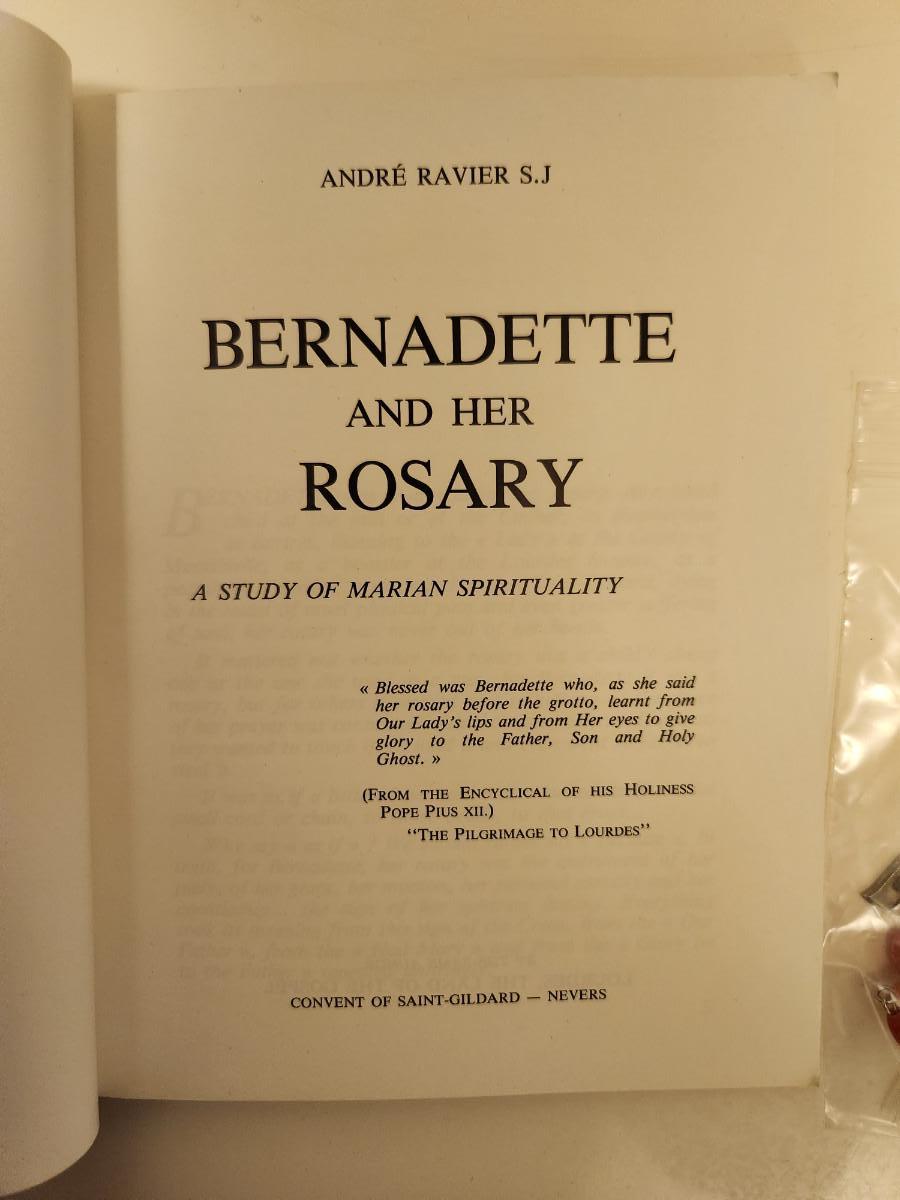 ANDRÉ RAVIER S.J
BERNADETTE
AND HER
ROSARY
A STUDY OF MARIAN SPIRITUALITY
« Blessed was Bernadette who, as she said
her rosary before the grotto, learnt from
Our Lady's lips and from Her eyes to give
glory to the Father, Son and Holy
Ghost. »
(FROM THE ENCYCLICAL OF HIS HOLINESS
POPE PIUS XII.)
"THE PILGRIMAGE TO LOURDES"
CONVENT OF SAINT-GILDARD — NEVERS